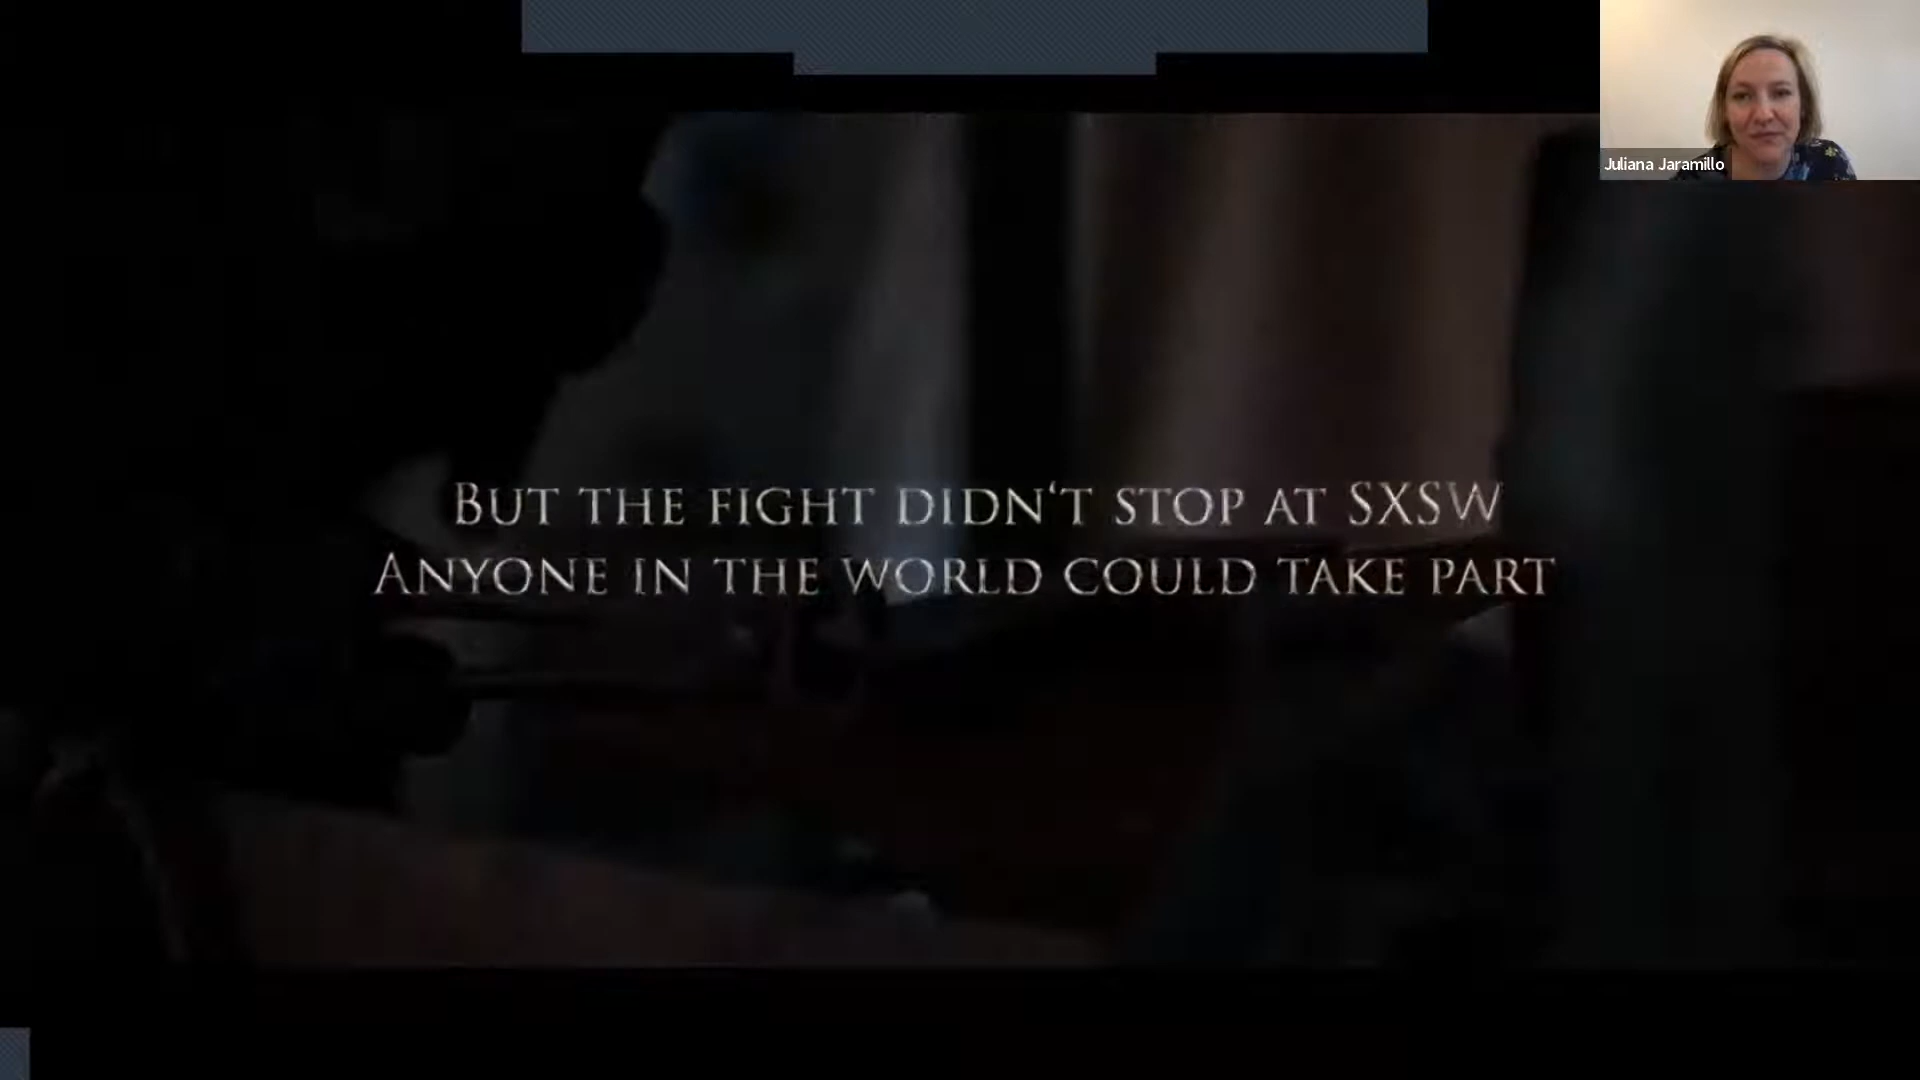 Juliana Jaramillo
BUT THE FIGHT DIDN‘T STOP AT SXSW
ANYONE IN THE WORLD COULD TAKE PART